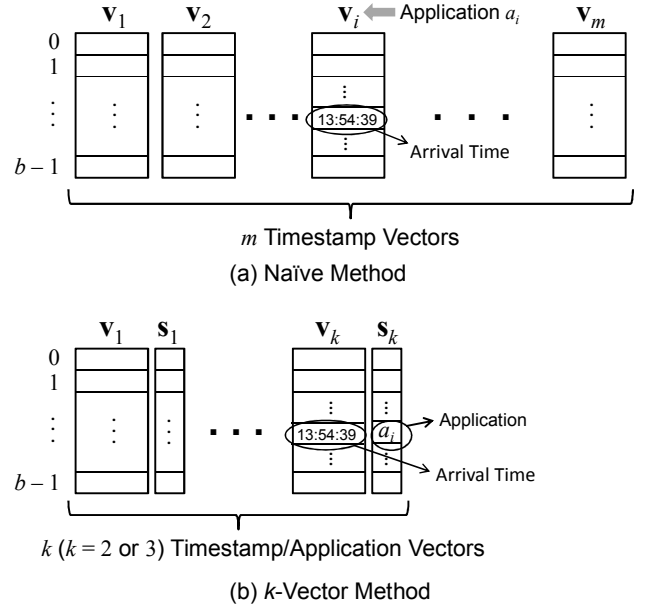 v1 v2 vi Application ai vm
0
1
⋮ ⋮ ⋮ ⋮ ⋮
· · · 13:54:39 · · ·
⋮
Arrival Time
b – 1
m Timestamp Vectors
(a) Naïve Method
v1 s1 vk sk
0
1
⋮ ⋮
⋮ ⋮ ⋮ Application
· · · 13:54:39 ai
⋮ ⋮
Arrival Time
b – 1
k (k = 2 or 3) Timestamp/Application Vectors
(b) k-Vector Method